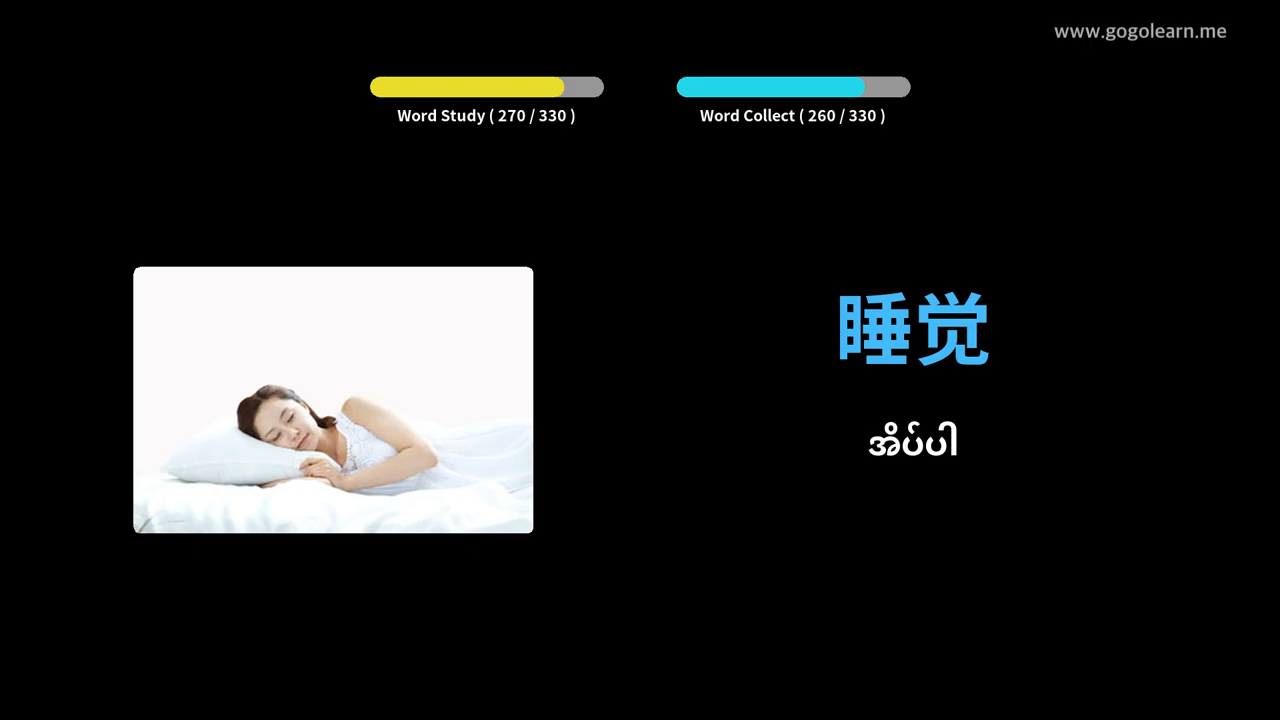 www.gogolearn.me
Word Study ( 270 / 330 )
Word Collect ( 260 / 330 )
睡觉
အိပ်ပါ